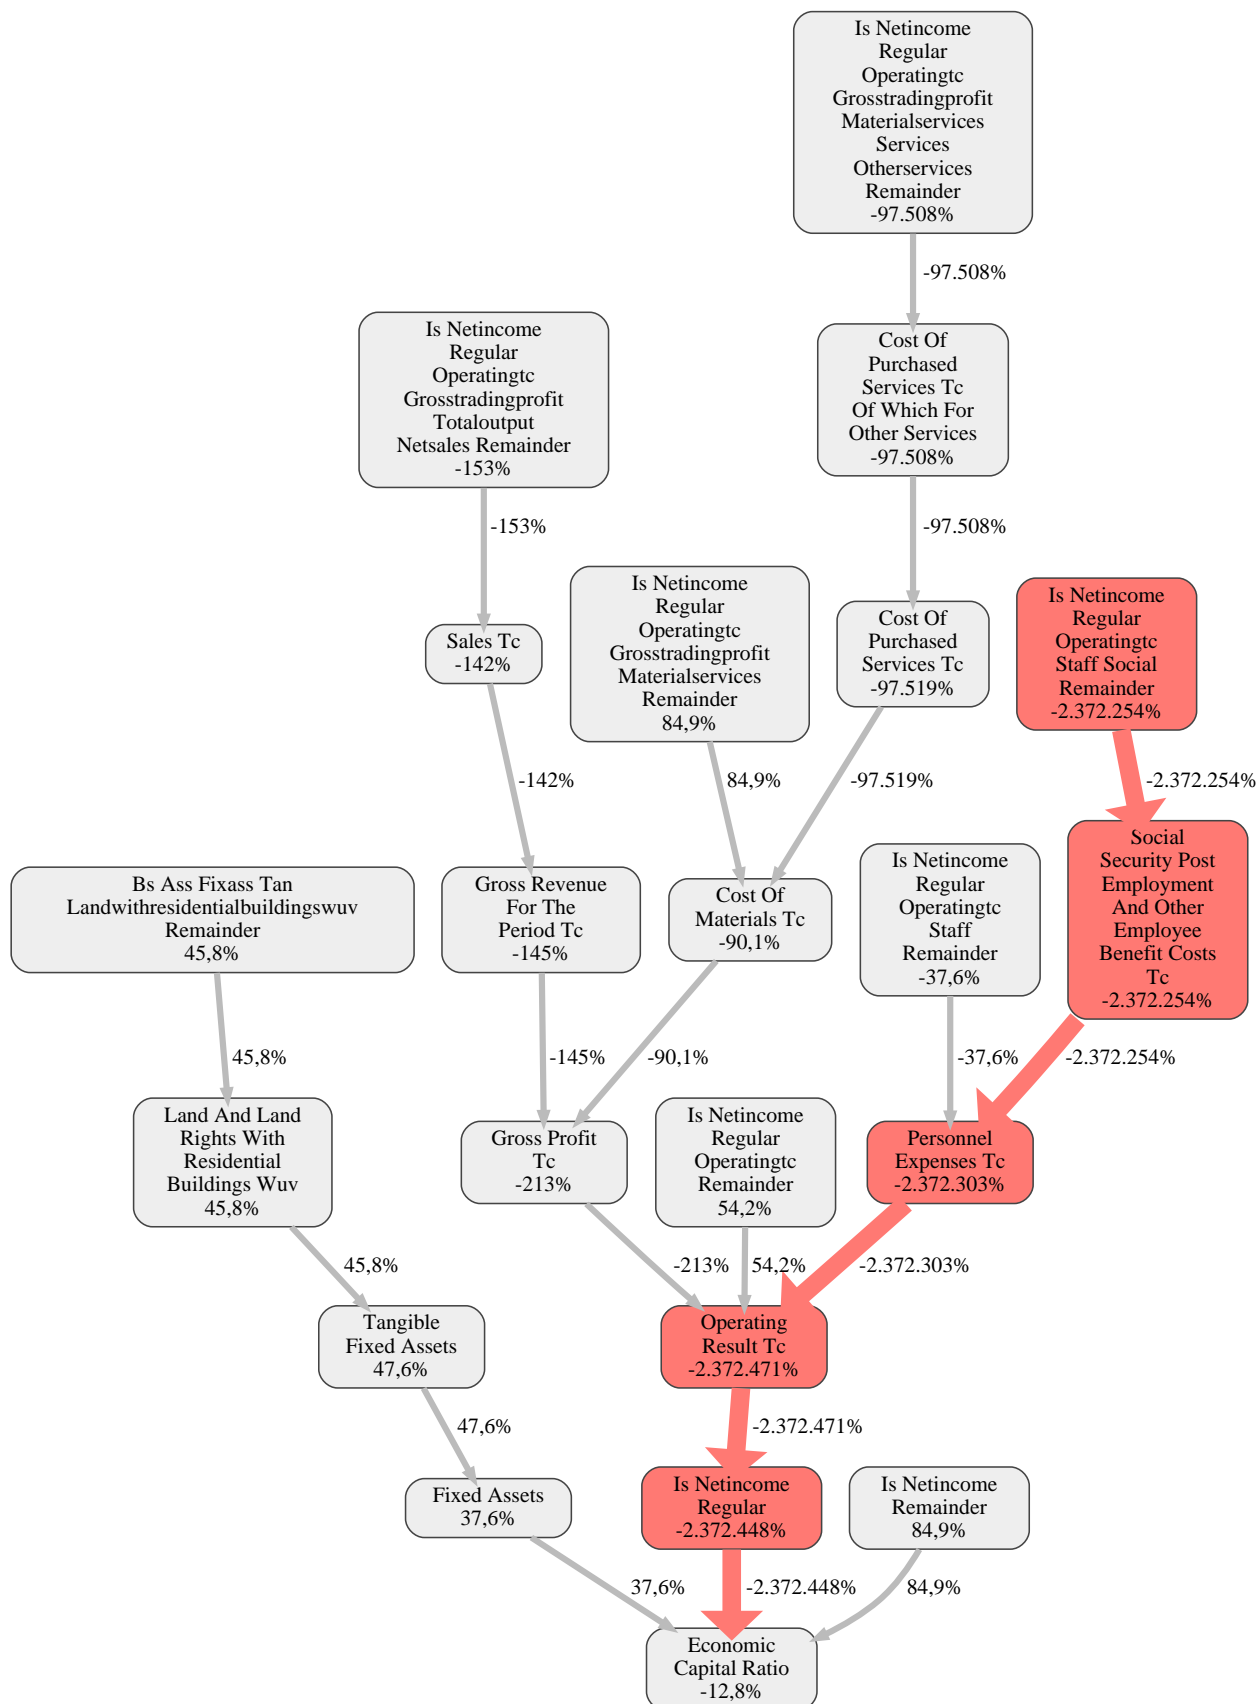 Is Netincome
Regular
Operatingtc
Grosstradingprofit
Materialservices
Services
Otherservices
Remainder
-97.508%
-97.508%
Is Netincome
Regular
Operatingtc
Grosstradingprofit
Totaloutput
Netsales Remainder
-153%
Cost Of
Purchased
Services Tc
Of Which For
Other Services
-97.508%
-153%
-97.508%
Is Netincome
Regular
Operatingtc
Grosstradingprofit
Materialservices
Remainder
84,9%
Is Netincome
Regular
Operatingtc
Staff Social
Remainder
-2.372.254%
Sales Tc
-142%
Cost Of
Purchased
Services Tc
-97.519%
-142%
84,9%
-97.519%
-2.372.254%
Bs Ass Fixass Tan
Landwithresidentialbuildingswuv
Remainder
45,8%
Gross Revenue
For The
Period Tc
-145%
Cost Of
Materials Tc
-90,1%
Is Netincome
Regular
Operatingtc
Staff
Remainder
-37,6%
Social
Security Post
Employment
And Other
Employee
Benefit Costs
Tc
-2.372.254%
45,8%
-145%
-90,1%
-37,6%
-2.372.254%
Land And Land
Rights With
Residential
Buildings Wuv
45,8%
Gross Profit
Tc
-213%
Is Netincome
Regular
Operatingtc
Remainder
54,2%
Personnel
Expenses Tc
-2.372.303%
45,8%
-213%
54,2%
-2.372.303%
Tangible
Fixed Assets
47,6%
Operating
Result Tc
-2.372.471%
47,6%
-2.372.471%
Fixed Assets
37,6%
Is Netincome
Regular
-2.372.448%
Is Netincome
Remainder
84,9%
37,6%
-2.372.448%
84,9%
Economic
Capital Ratio
-12,8%